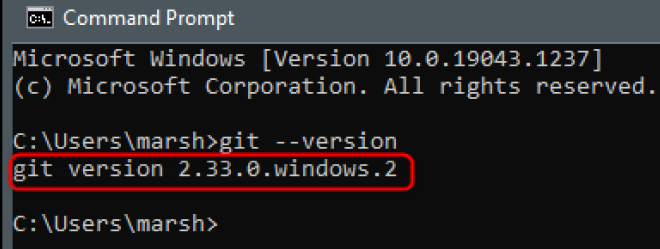 Command Prompt
Microsoft Windows [Version 10.0.19043.1237]
(c) Microsoft Corporation. All rights reserved.
C:\Users\marsh>git --version
git version 2.33.0.windows.2
C:\Users\marsh>